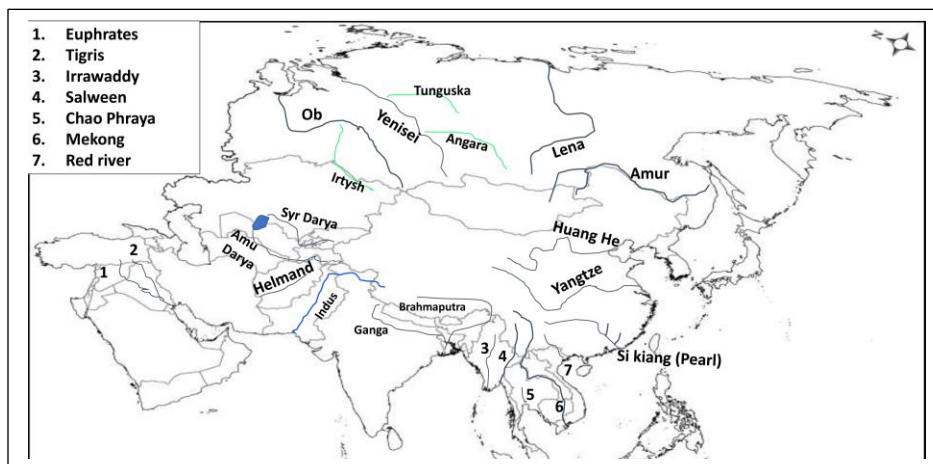 1. Euphrates
2. Tigris
3. Irrawaddy
4. Salween
5. Chao Phraya
6. Mekong
7. Red river
N
Tunguska
Ob
Yenisei
Angara
Lena
Irtysh
Amur
Syr Darya
Amu
Darya
Huang He
2
1
Helmand
Yangtze
Indus
Brahmaputra
Ganga
3
4
Si kiang (Pearl)
7
5
6